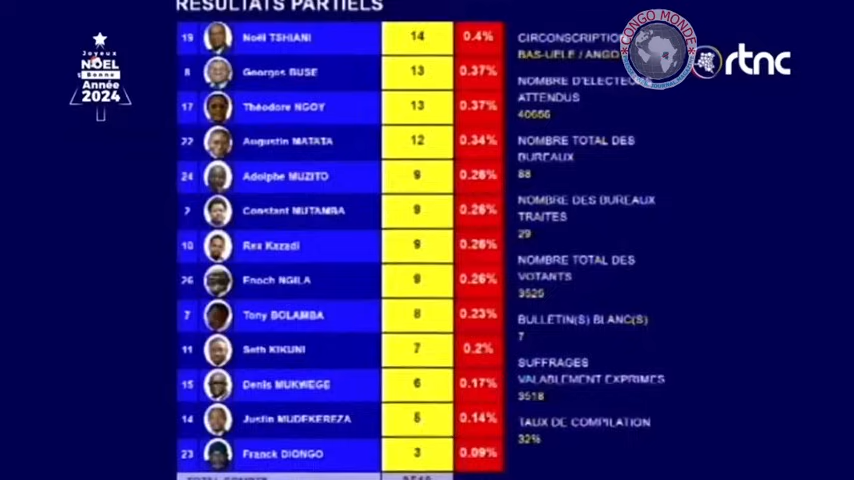 RESULTATS PARTIELS
19 Noël TSHIANI 14 0.4%
8 Georges BUSE 13 0.37%
17 Théodore NGOY 13 0.37%
22 Augustin MATATA 12 0.34%
24 Adolphe MUZITO 9 0.26%
2 Constant MUTAMBA 9 0.26%
10 Rex Kazadi 9 0.26%
26 Enoch NGILA 9 0.26%
7 Tony BOLAMBA 8 0.23%
11 Seth KIKUNI 7 0.2%
15 Denis MUKWEGE 6 0.17%
14 Justin MUDEKEREZA 5 0.14%
23 Franck DIONGO 3 0.09%
CIRCONSCRIPTION
BAS-UELE / ANGO
NOMBRE D'ELECTEURS
ATTENDUS
40656
NOMBRE TOTAL DES
BUREAUX
88
NOMBRE DES BUREAUX
TRAITES
29
NOMBRE TOTAL DES
VOTANTS
3525
BULLETIN(S) BLANC(S)
7
SUFFRAGES
VALABLEMENT EXPRIMES
3518
TAUX DE COMPILATION
32%
Joyeux
NOËL
Bonne
Année
2024
CONGO MONDE
rtnc